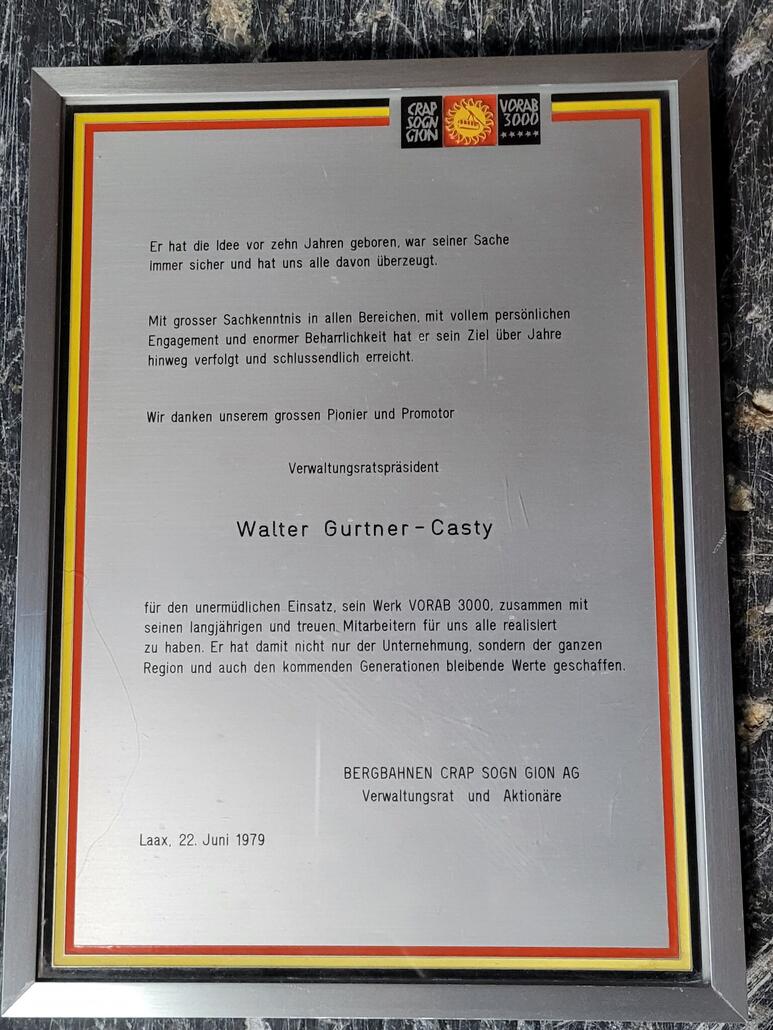 CRAP
SOGN
GION
VORAB
3000
Er hat die Idee vor zehn Jahren geboren, war seiner Sache
immer sicher und hat uns alle davon überzeugt.
Mit grosser Sachkenntnis in allen Bereichen, mit vollem persönlichen
Engagement und enormer Beharrlichkeit hat er sein Ziel über Jahre
hinweg verfolgt und schlussendlich erreicht.
Wir danken unserem grossen Pionier und Promotor
Verwaltungsratspräsident
Walter Gurtner-Casty
für den unermüdlichen Einsatz, sein Werk VORAB 3000, zusammen mit
seinen langjährigen und treuen Mitarbeitern für uns alle realisiert
zu haben. Er hat damit nicht nur der Unternehmung, sondern der ganzen
Region und auch den kommenden Generationen bleibende Werte geschaffen.
BERGBAHNEN CRAP SOGN GION AG
Verwaltungsrat und Aktionäre
Laax, 22. Juni 1979